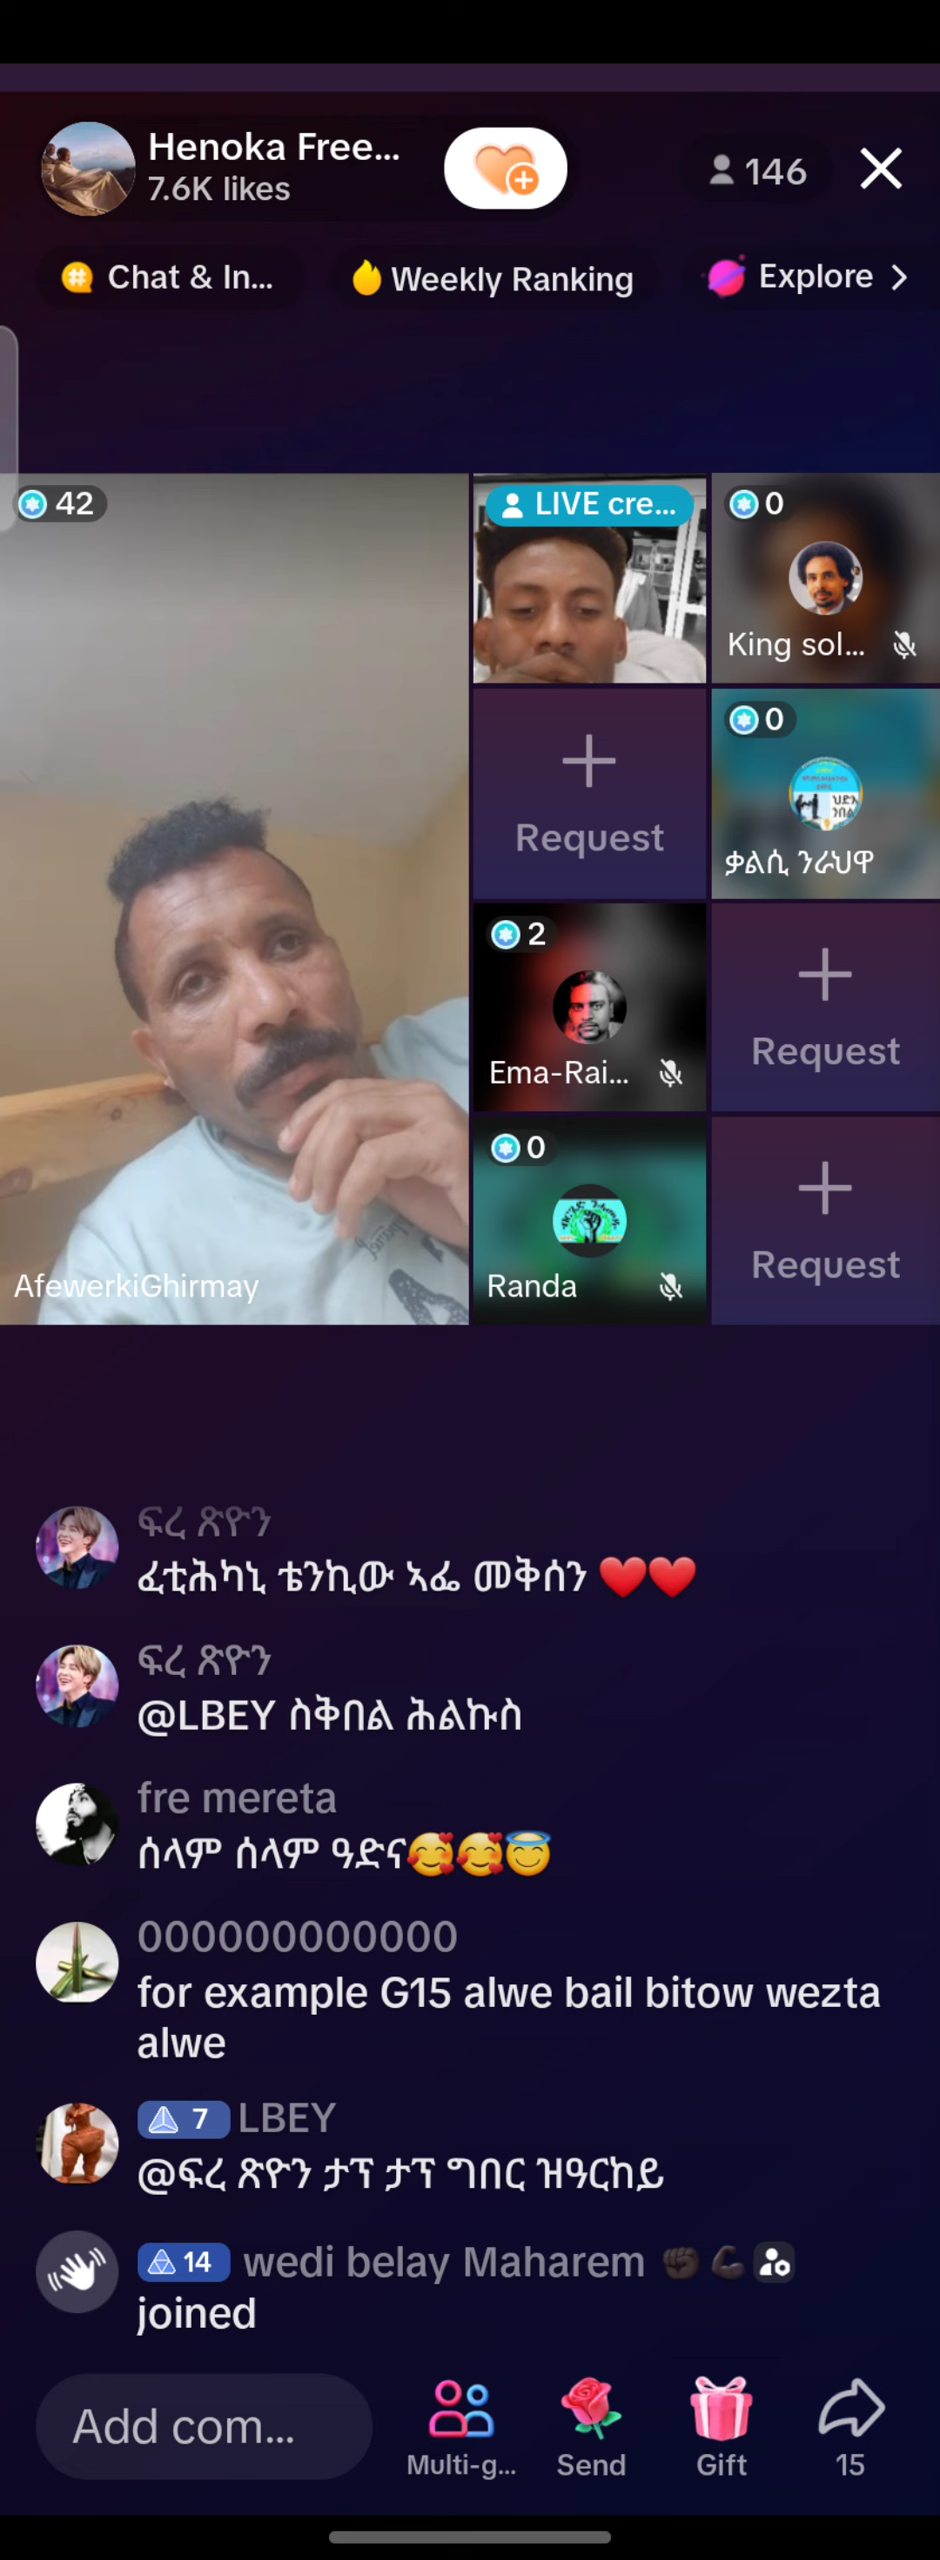 Henoka Free...
7.6K likes
146
Chat & In...
Weekly Ranking
Explore
42
LIVE cre...
0
King sol...
Request
0
ህድእ
ንበል
ቃልሲ ንራህዋ
2
Ema-Rai...
Request
0
Randa
Request
AfewerkiGhirmay
ፍረ ጽዮን
ፈቲሕካኒ ቴንኪው ኣፌ መቅሰን
ፍረ ጽዮን
@LBEY ስቅበል ሕልኩስ
fre mereta
ሰላም ሰላም ዓድና
000000000000
for example G15 alwe bail bitow wezta
alwe
7 LBEY
@ፍረ ጽዮን ታፕ ታፕ ግበር ዝዓርከይ
14 wedi belay Maharem
joined
Add com...
Multi-g...
Send
Gift
15